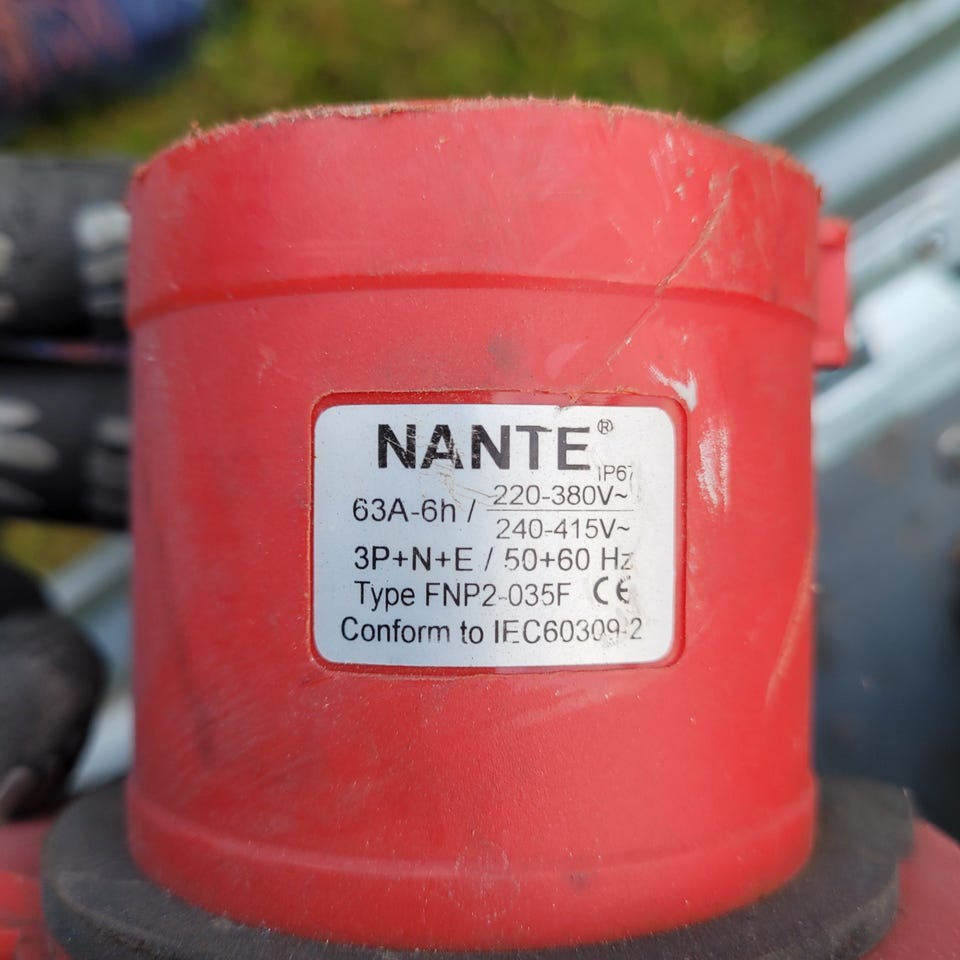 NANTE®
IP67
63A-6h / 220-380V~
240-415V~
3P+N+E / 50+60 Hz
Type FNP2-035F CE
Conform to IEC60309-2